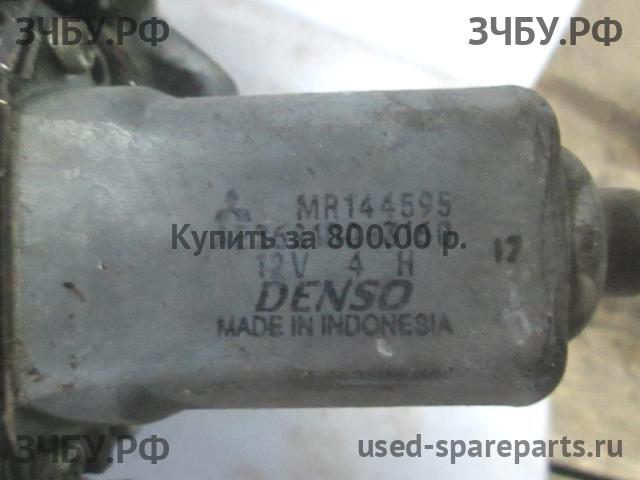 ЗЧБУ.РФ ЗЧБУ.РФ
MR144595
Купить за 800.00 р.
17
12V 4 H
DENSO
MADE IN INDONESIA
ЗЧБУ.РФ used-spareparts.ru